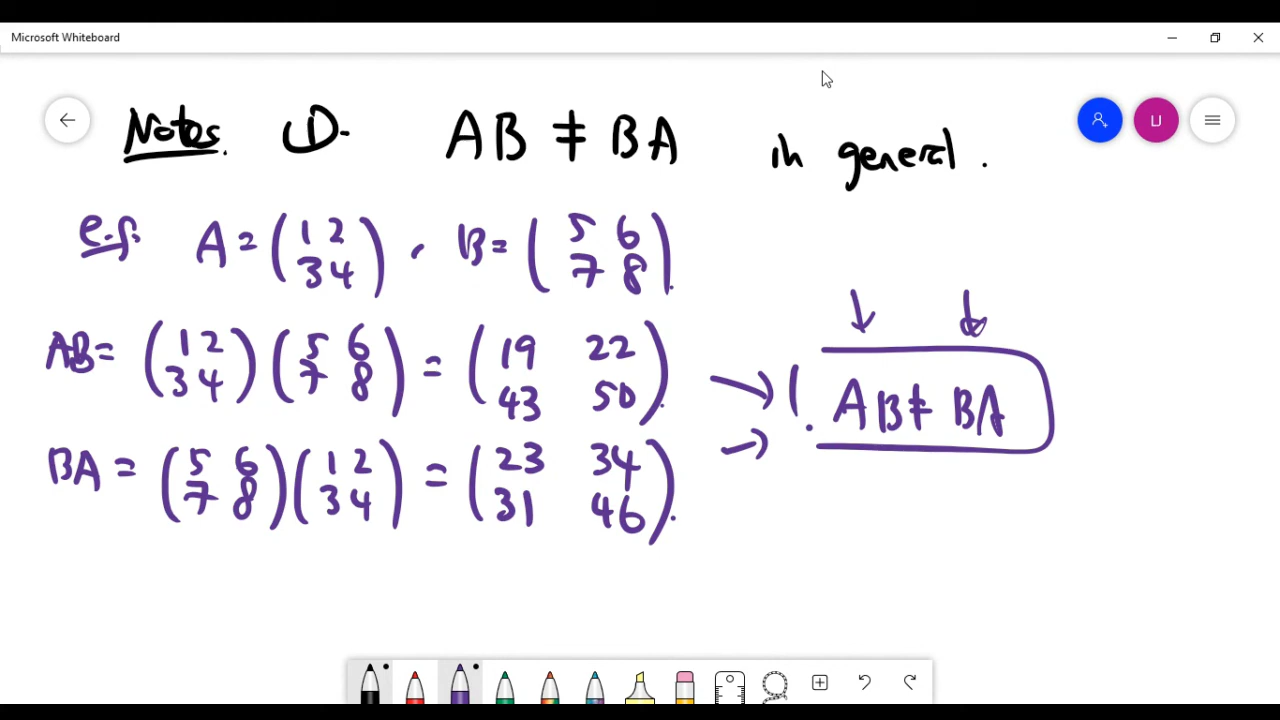 Microsoft Whiteboard
Notes. ①. AB ≠ BA in general.
e.g. A = (1 2
3 4), B = (5 6
7 8).
AB = (1 2
3 4)(5 6
7 8) = (19 22
43 50).
BA = (5 6
7 8)(1 2
3 4) = (23 34
31 46).
AB ≠ BA
U